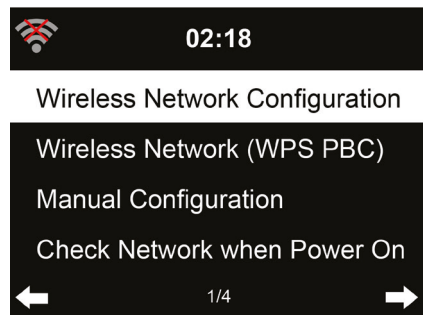 02:18
Wireless Network Configuration
Wireless Network (WPS PBC)
Manual Configuration
Check Network when Power On
1/4